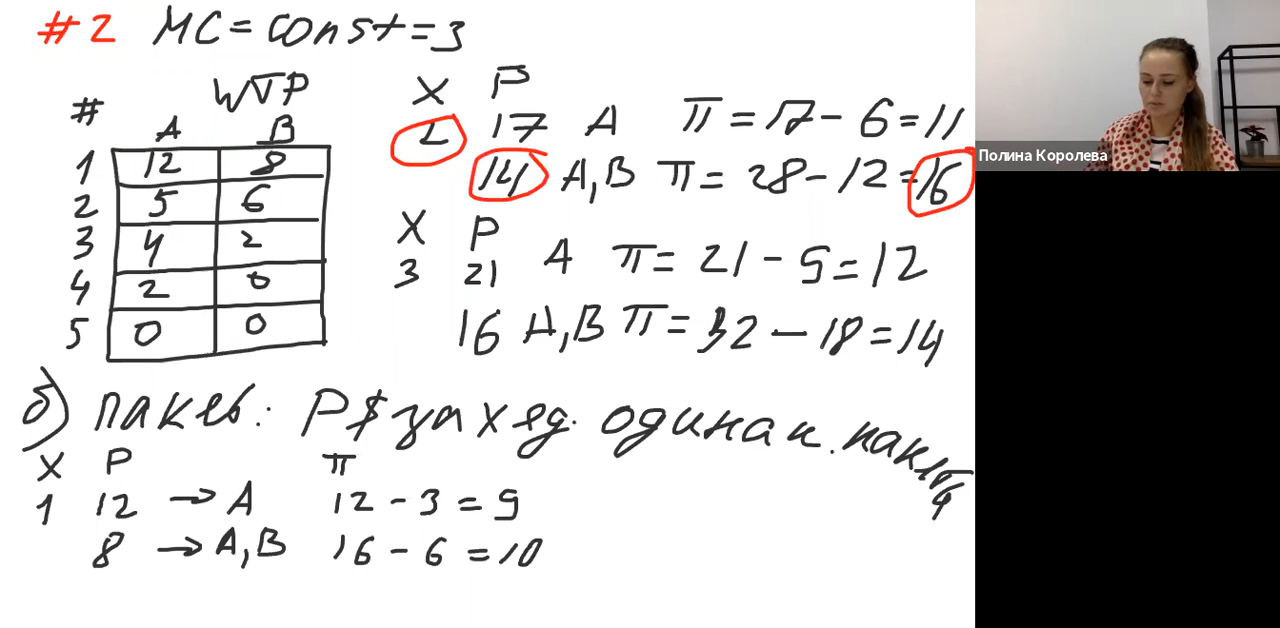 #2 MC = const = 3
WTP
# A B
1 12 8
2 5 6
3 4 2
4 2 0
5 0 0
X P
2 17 A π = 17 - 6 = 11
14 A,B π = 28 - 12 = 16
X P
3 21 A π = 21 - 9 = 12
16 A,B π = 32 - 18 = 14
б) пакет: P $ за X ед. одинак. пакет
X P π
1 12 → A 12 - 3 = 9
8 → A,B 16 - 6 = 10
Полина Королева